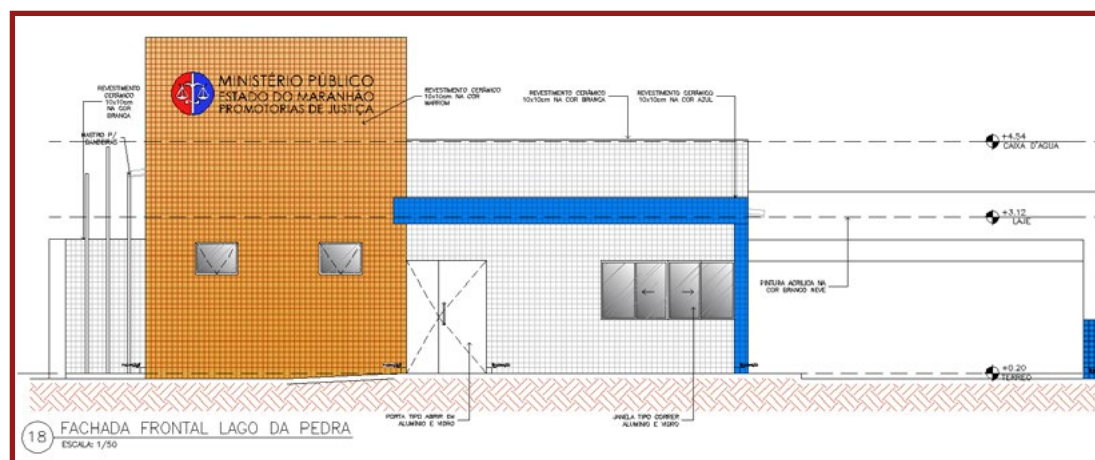 MINISTÉRIO PÚBLICO
ESTADO DO MARANHÃO
PROMOTORIAS DE JUSTIÇA
REVESTIMENTO
CERÂMICO
10x10cm
NA COR
BRANCA
MASTRO P/
BANDEIRAS
REVESTIMENTO CERÂMICO
10x10cm NA COR
MARROM
REVESTIMENTO CERÂMICO
10x10cm NA COR BRANCA
REVESTIMENTO CERÂMICO
10x10cm NA COR AZUL
+4.54
CAIXA D'AGUA
+3.12
LAJE
PINTURA ACRILICA NA
COR BRANCO NEVE
+0.20
TERREO
PORTA TIPO ABRIR EM
ALUMINIO E VIDRO
JANELA TIPO CORRER
ALUMINIO E VIDRO
18 FACHADA FRONTAL LAGO DA PEDRA
ESCALA: 1/50